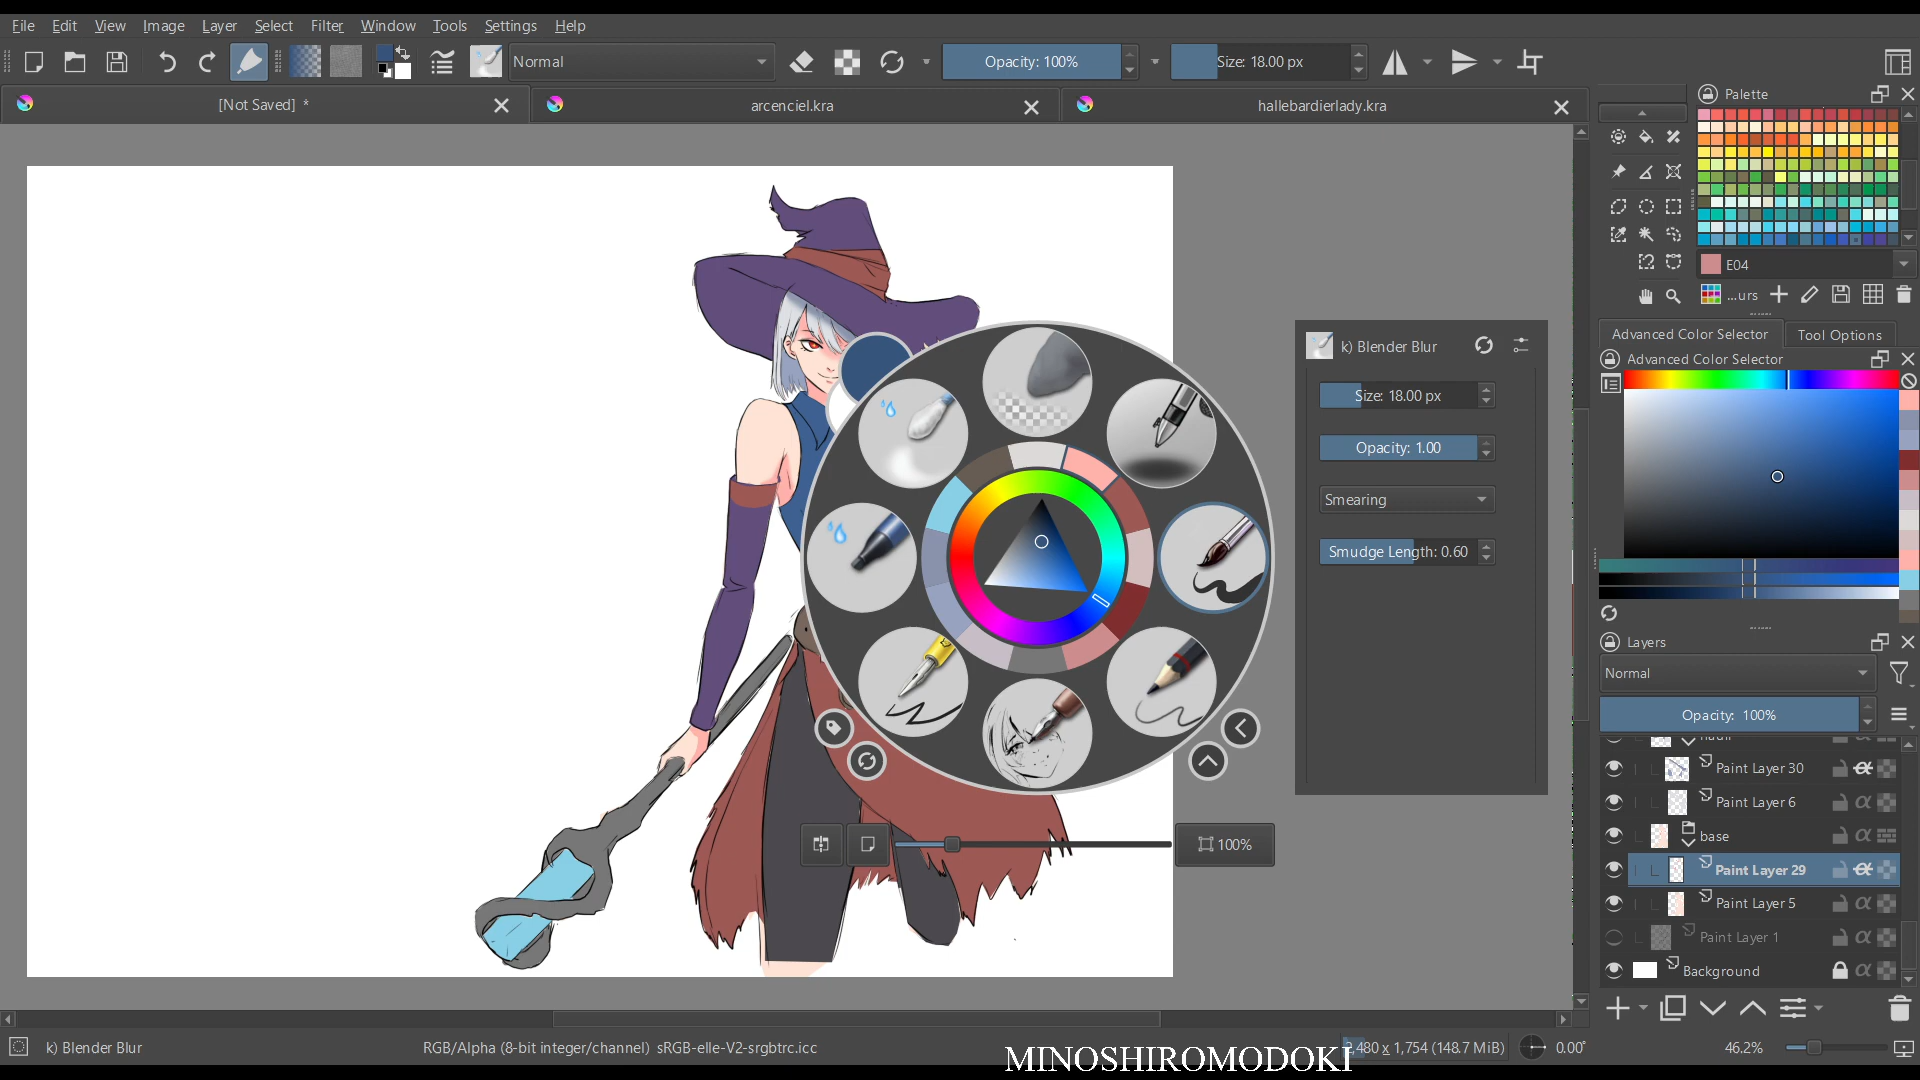 File Edit View Image Layer Select Filter Tools Settings Window Help
Normal
Opacity: 100%
Size: 18.00 px
[Not Saved] *
arcenciel.kra
hallebardierlady.kra
Palette
E04
...urs
Advanced Color Selector
Tool Options
Advanced Color Selector
k) Blender Blur
Size: 18.00 px
Opacity: 1.00
Smearing
Smudge Length: 0.60
100%
Layers
Normal
Opacity: 100%
Paint Layer 30
Paint Layer 6
base
Paint Layer 29
Paint Layer 5
Paint Layer 1
Background
k) Blender Blur
RGB/Alpha (8-bit integer/channel) sRGB-elle-V2-srgbtrc.icc
2,480 x 1,754 (148.7 MiB)
0.00°
46.2%
MINOSHIROMODOKI